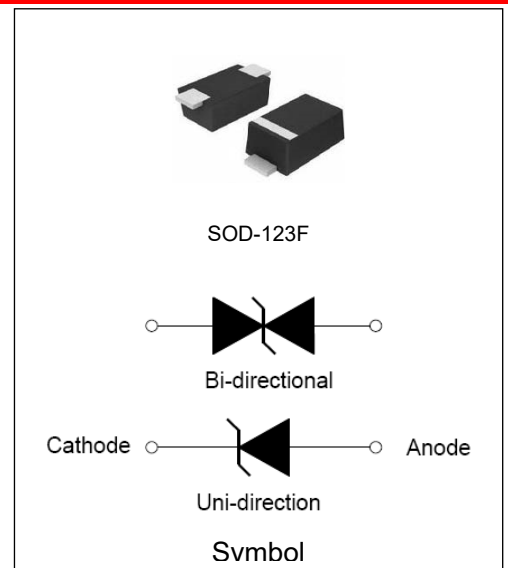 SOD-123F
Bi-directional
Cathode Anode
Uni-direction
Symbol